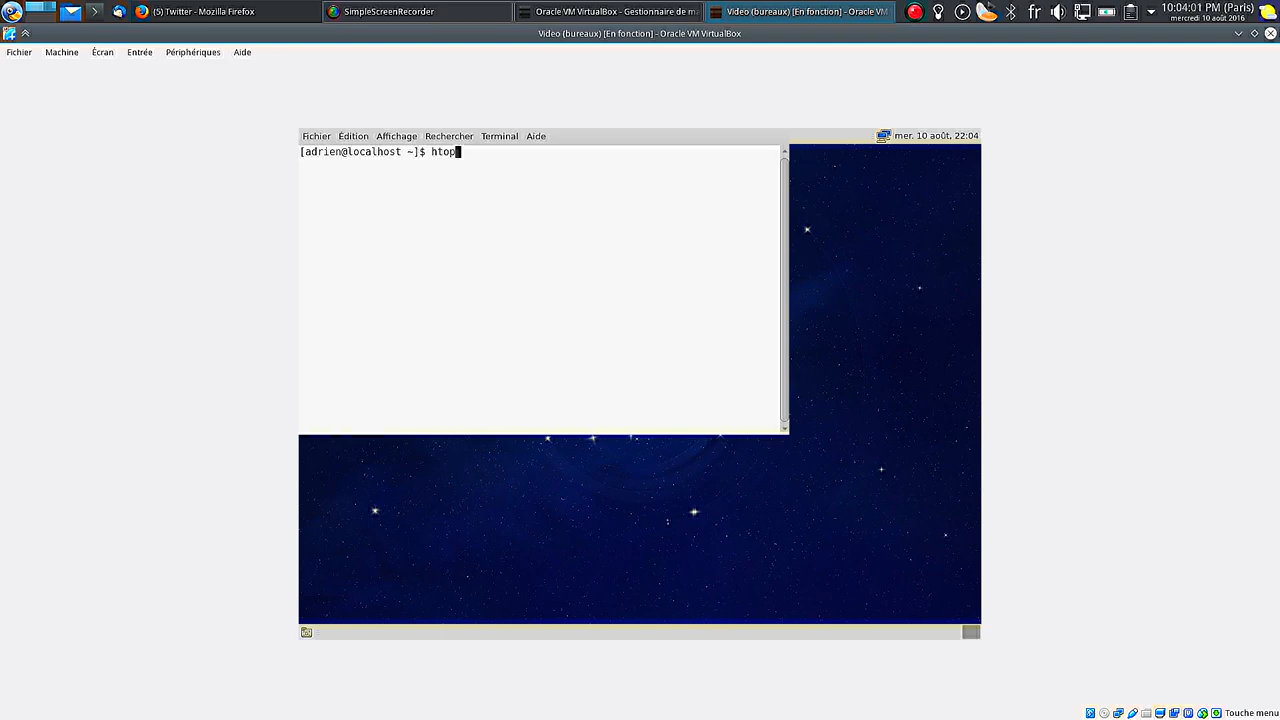 (5) Twitter - Mozilla Firefox
SimpleScreenRecorder
Oracle VM VirtualBox - Gestionnaire de m
Video (bureaux) [En fonction] - Oracle VM
fr
10:04:01 PM (Paris)
mercredi 10 août 2016
Video (bureaux) [En fonction] - Oracle VM VirtualBox
Fichier Machine Écran Entrée Périphériques Aide
Fichier Édition Affichage Rechercher Terminal Aide
mer. 10 août, 22:04
[adrien@localhost ~]$ htop
Touche menu